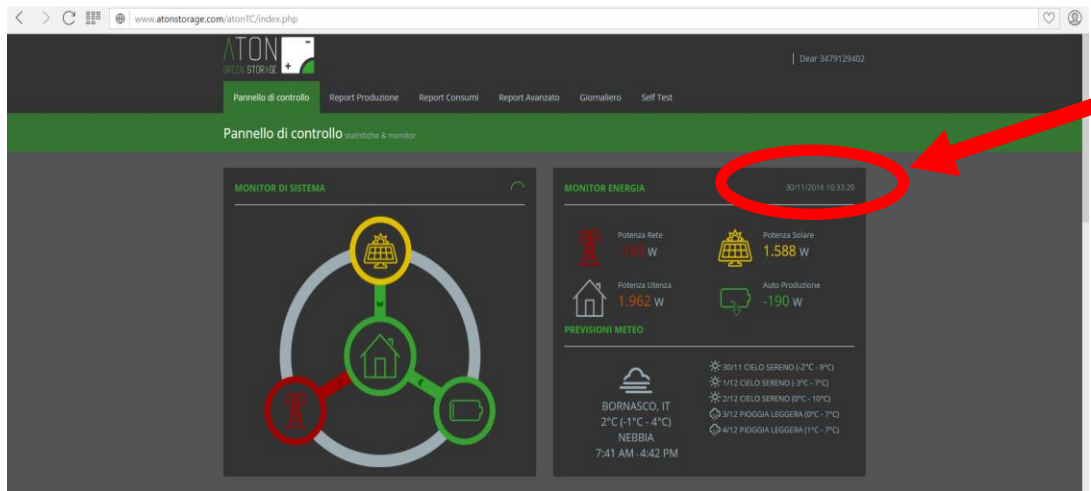 www.atonstorage.com/atonTC/index.php
ATON
GREEN STORAGE
Dear 3479129402
Pannello di controllo Report Produzione Report Consumi Report Avanzato Giornaliero Self Test
Pannello di controllo statistiche & monitor
MONITOR DI SISTEMA
MONITOR ENERGIA 30/11/2016 10:33:29
Potenza Rete
W
Potenza Solare
1.588 W
Potenza Utenza
1.962 W
Auto Produzione
-190 W
PREVISIONI METEO
BORNASCO, IT
2°C (-1°C - 4°C)
NEBBIA
7:41 AM - 4:42 PM
30/11 CIELO SERENO (-2°C - 9°C)
1/12 CIELO SERENO (-3°C - 7°C)
2/12 CIELO SERENO (0°C - 10°C)
3/12 PIOGGIA LEGGERA (0°C - 7°C)
4/12 PIOGGIA LEGGERA (1°C - 7°C)